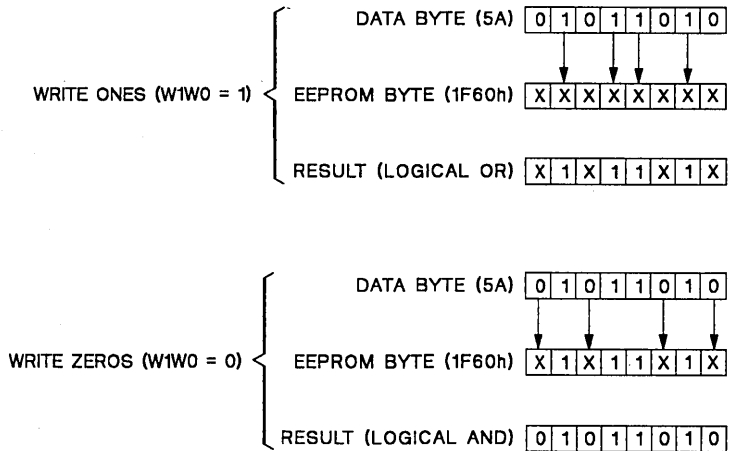 DATA BYTE (5A) 0 1 0 1 1 0 1 0
WRITE ONES (W1W0 = 1) EEPROM BYTE (1F60h) X X X X X X X X
RESULT (LOGICAL OR) X 1 X 1 1 X 1 X
DATA BYTE (5A) 0 1 0 1 1 0 1 0
WRITE ZEROS (W1W0 = 0) EEPROM BYTE (1F60h) X 1 X 1 1 X 1 X
RESULT (LOGICAL AND) 0 1 0 1 1 0 1 0